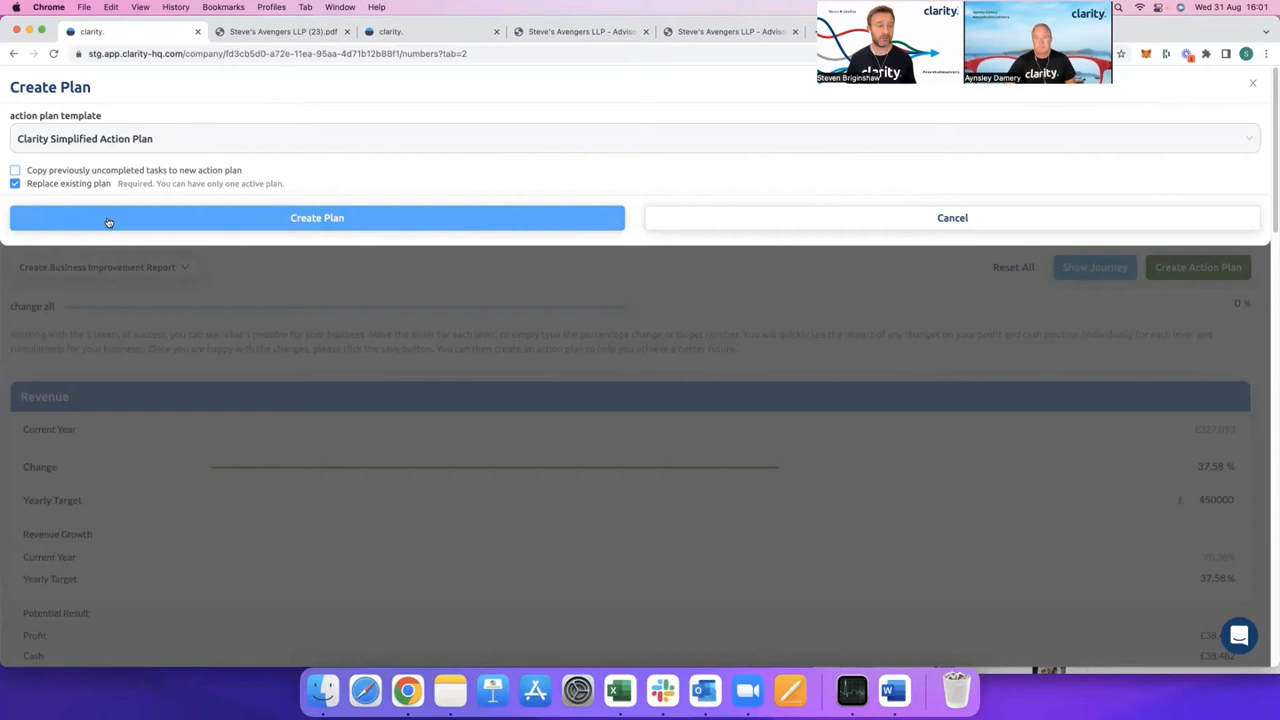 Chrome File Edit View History Bookmarks Profiles Tab Window Help
Wed 31 Aug 16:01
clarity.
Steve's Avengers LLP (23).pdf
clarity.
Steve's Avengers LLP - Adviso
Steve's Avengers LLP - Adviso
stg.app.clarity-hq.com/company/fd3cb5d0-a72c-11ea-95aa-4d71b12b88f1/numbers?tab=2
clarity.
clarity.
Steven Briginshaw
clarity.
clarity.
Aynsley Damery
Create Plan
action plan template
Clarity Simplified Action Plan
Copy previously uncompleted tasks to new action plan
Replace existing plan Required. You can have only one active plan.
Create Plan
Cancel
Create Business Improvement Report
Reset All
Show Journey
Create Action Plan
change all
0 %
Working with the 5 levers of success, you can see what's possible for your business. Move the slider for each lever, or simply type the percentage change or target number. You will quickly see the impact of any changes on your profit and cash position individually for each lever and
cumulatively for your business. Once you are happy with the changes, please click the save button. You can then create an action plan to help you achieve a better future.
Revenue
Current Year
£327,093
Change
37.58 %
Yearly Target
£ 450000
Revenue Growth
Current Year
70.36%
Yearly Target
37.58%
Potential Result:
Profit
Cash
£38,482